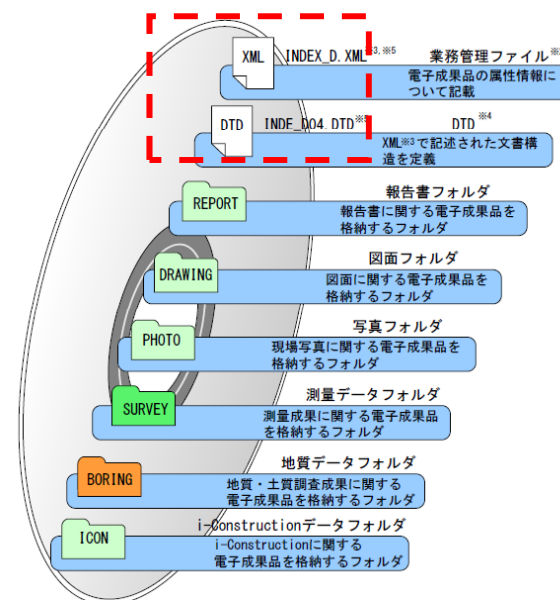 XML INDEX_D.XML※3,※5 業務管理ファイル※
電子成果品の属性情報に
ついて記載
DTD INDE_D04.DTD※5 DTD※4
XML※3で記述された文書構
造を定義
報告書フォルダ
REPORT
報告書に関する電子成果品を
格納するフォルダ
図面フォルダ
DRAWING
図面に関する電子成果品を
格納するフォルダ
写真フォルダ
PHOTO
現場写真に関する電子成果品を
格納するフォルダ
測量データフォルダ
SURVEY
測量成果に関する電子成果品
を格納するフォルダ
地質データフォルダ
BORING
地質・土質調査成果に関する
電子成果品を格納するフォルダ
i-Constructionデータフォルダ
ICON
i-Constructionに関する
電子成果品を格納するフォルダ